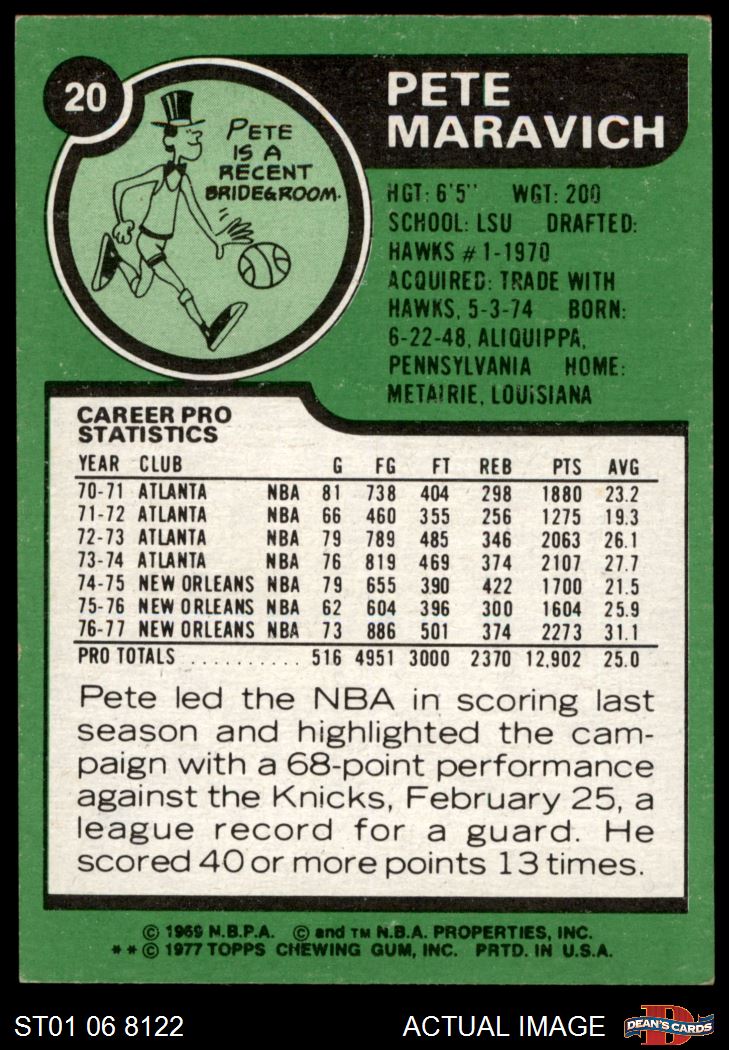 20
PETE
IS A
RECENT
BRIDEGROOM.
PETE
MARAVICH
HGT: 6'5" WGT: 200
SCHOOL: LSU DRAFTED:
HAWKS # 1-1970
ACQUIRED: TRADE WITH
HAWKS, 5-3-74 BORN:
6-22-48, ALIQUIPPA,
PENNSYLVANIA HOME:
METAIRIE, LOUISIANA
CAREER PRO
STATISTICS
YEAR CLUB G FG FT REB PTS AVG
70-71 ATLANTA NBA 81 738 404 298 1880 23.2
71-72 ATLANTA NBA 66 460 355 256 1275 19.3
72-73 ATLANTA NBA 79 789 485 346 2063 26.1
73-74 ATLANTA NBA 76 819 469 374 2107 27.7
74-75 NEW ORLEANS NBA 79 655 390 422 1700 21.5
75-76 NEW ORLEANS NBA 62 604 396 300 1604 25.9
76-77 NEW ORLEANS NBA 73 886 501 374 2273 31.1
PRO TOTALS .......... 516 4951 3000 2370 12,902 25.0
Pete led the NBA in scoring last
season and highlighted the cam-
paign with a 68-point performance
against the Knicks, February 25, a
league record for a guard. He
scored 40 or more points 13 times.
© 1969 N.B.P.A. © and TM N.B.A. PROPERTIES, INC.
** © 1977 TOPPS CHEWING GUM, INC. PRTD. IN U.S.A.
ST01 06 8122 ACTUAL IMAGE
D
DEAN'S CARDS